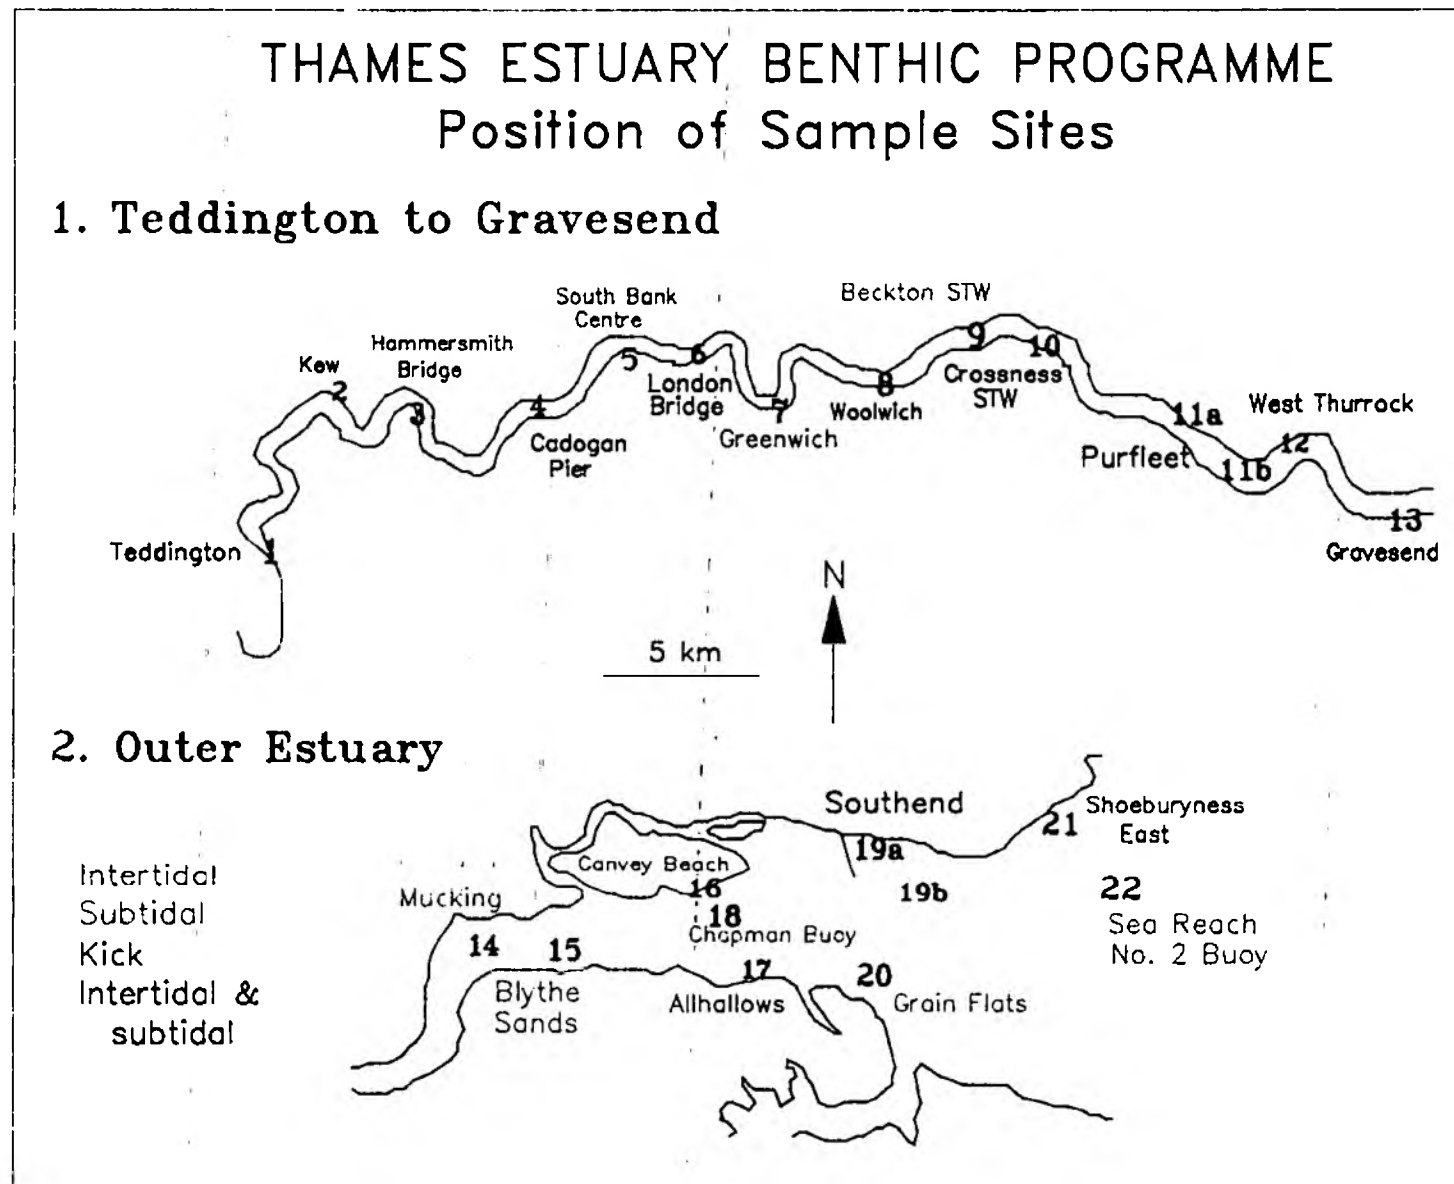 THAMES ESTUARY BENTHIC PROGRAMME
Position of Sample Sites
1. Teddington to Gravesend
South Bank
Centre
Beckton STW
Hammersmith
Bridge
Kew
2
3
4
5
6
London
Bridge
7
Greenwich
8
Woolwich
9
10
Crossness
STW
11a
West Thurrock
12
Cadogan
Pier
Purfleet
11b
13
Gravesend
Teddington
1
N
5 km
2. Outer Estuary
Southend
Shoeburyness
East
21
19a
Canvey Beach
16
19b
22
Sea Reach
No. 2 Buoy
Intertidal
Subtidal
Kick
Intertidal &
subtidal
Mucking
14
15
18
Chapman Buoy
17
20
Blythe
Sands
Allhallows
Grain Flats